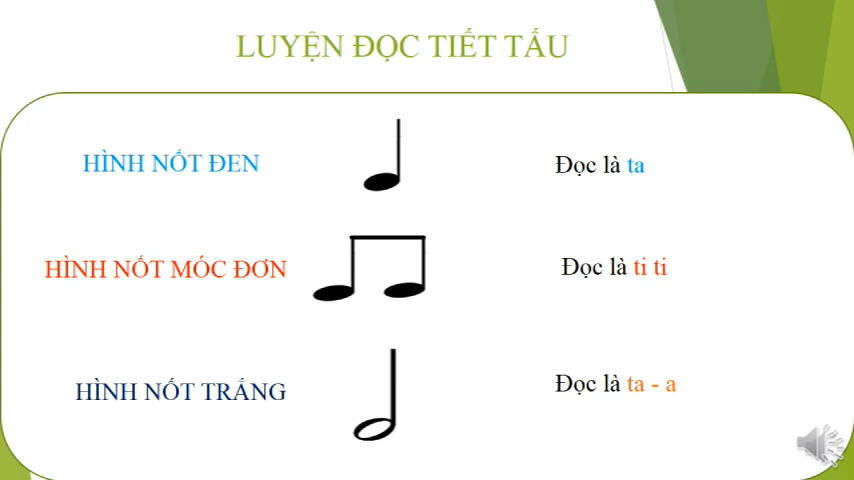 LUYỆN ĐỌC TIẾT TẤU
HÌNH NỐT ĐEN
Đọc là ta
HÌNH NỐT MÓC ĐƠN
Đọc là ti ti
HÌNH NỐT TRẮNG
Đọc là ta - a